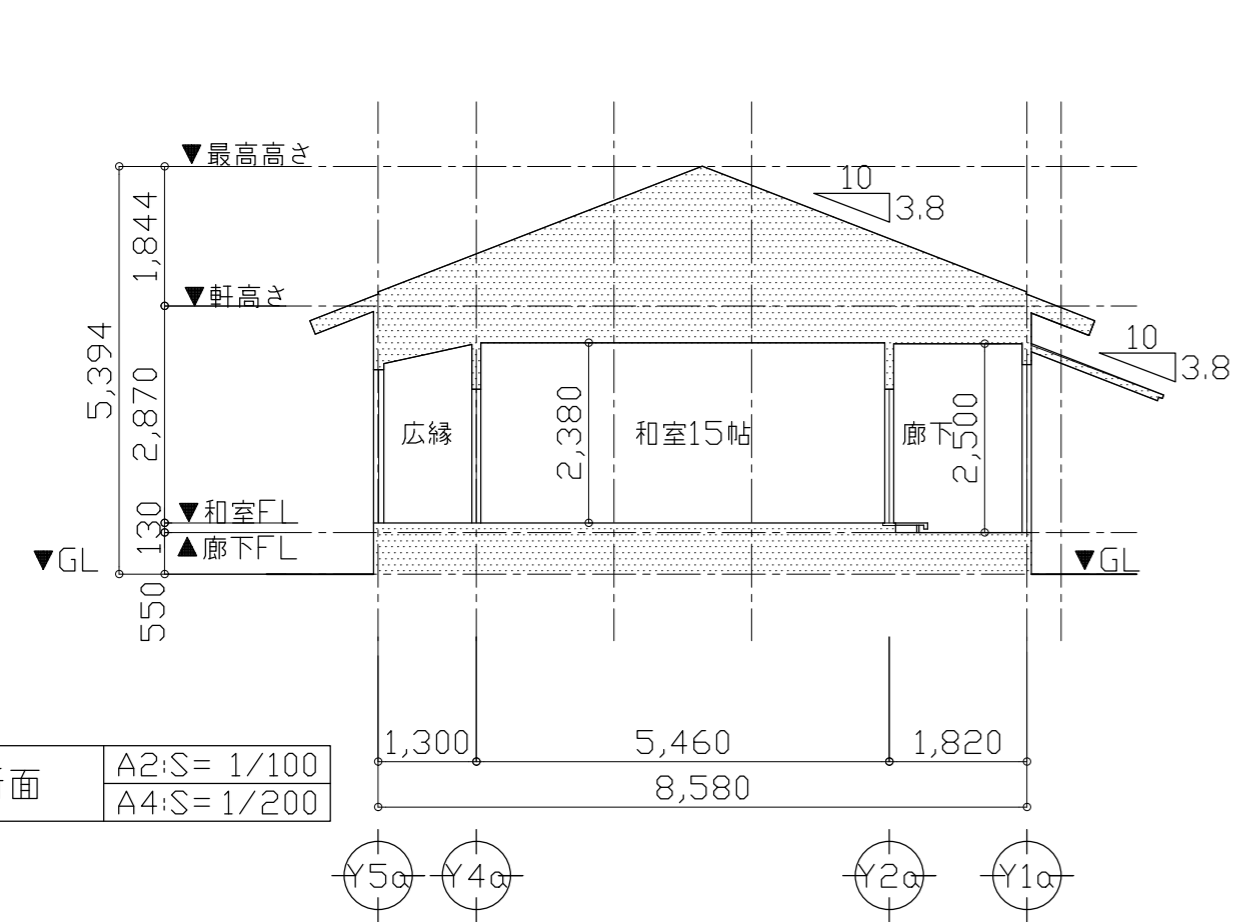 ▼最高高さ
10
3.8
1,844
▼軒高さ
10
3.8
5,394
2,870
2,380
2,500
広縁
和室15帖
廊下
▼和室FL
130
▲廊下FL
▼GL
▼GL
550
1,300
5,460
1,820
8,580
面
A2:S= 1/100
A4:S= 1/200
Y5a
Y4a
Y2a
Y1a